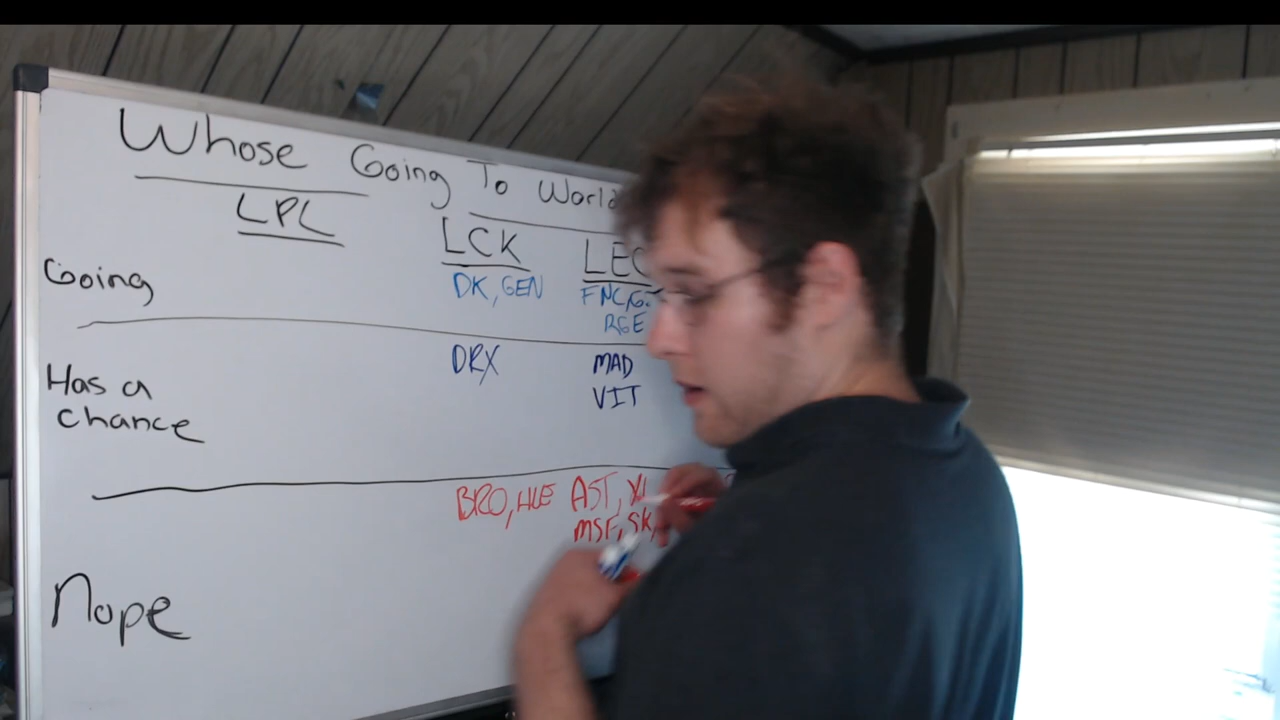 Whose Going To World
LPL LCK LEC
Going DK, GEN FNC, G
RGE
Has a DRX MAD
chance VIT
BRO, HLE AST,
MSF, SK,
Nope